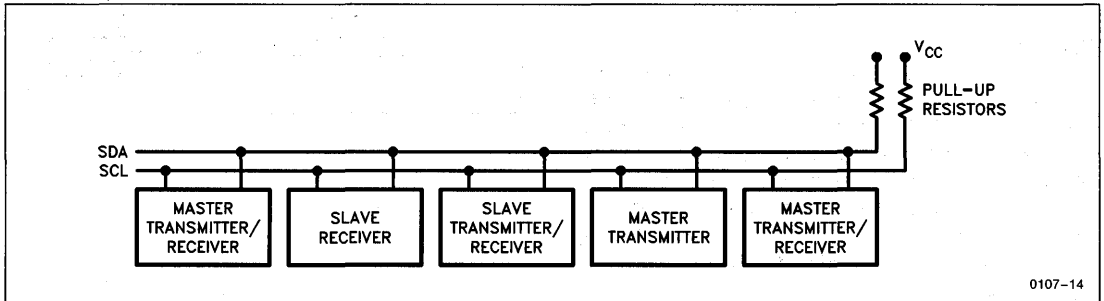 VCC
PULL-UP
RESISTORS
SDA
SCL
MASTER
TRANSMITTER/
RECEIVER
SLAVE
RECEIVER
SLAVE
TRANSMITTER/
RECEIVER
MASTER
TRANSMITTER
MASTER
TRANSMITTER/
RECEIVER
0107-14